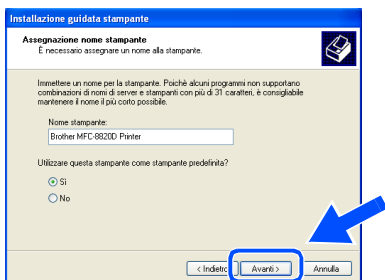 Installazione guidata stampante
Assegnazione nome stampante
È necessario assegnare un nome alla stampante.
Immettere un nome per la stampante. Poichè alcuni programmi non supportano
combinazioni di nomi di server e stampanti con più di 31 caratteri, è consigliabile
mantenere il nome il più corto possibile.
Nome stampante:
Brother MFC-8820D Printer
Utilizzare questa stampante come stampante predefinita?
Sì
No
< Indietro Avanti > Annulla